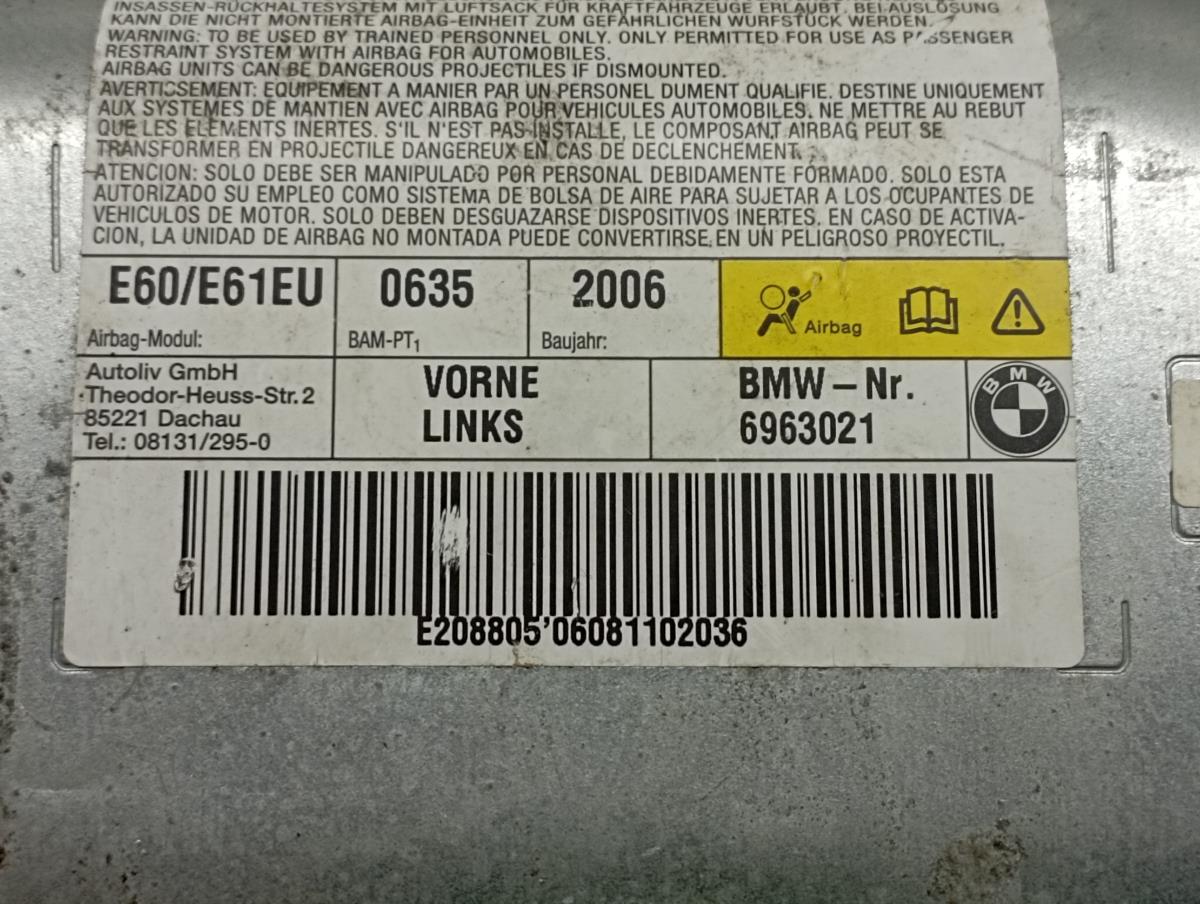 INSASSEN-RÜCKHALTESYSTEM MIT LUFTSACK FÜR KRAFTFAHRZEUGE ERLAUBT, BEI AUSLÖSUNG
KANN DIE NICHT MONTIERTE AIRBAG-EINHEIT ZUM GEFÄHRLICHEN WURFSTÜCK WERDEN.
WARNING: TO BE USED BY TRAINED PERSONNEL ONLY. ONLY PERMITTED FOR USE AS PASSENGER
RESTRAINT SYSTEM WITH AIRBAG FOR AUTOMOBILES.
AIRBAG UNITS CAN BE DANGEROUS PROJECTILES IF DISMOUNTED.
AVERTISSEMENT: EQUIPEMENT A MANIER PAR UN PERSONEL DUMENT QUALIFIE. DESTINE UNIQUEMENT
AUX SYSTEMES DE MANTIEN AVEC AIRBAG POUR VEHICULES AUTOMOBILES. NE METTRE AU REBUT
QUE LES ELEMENTS INERTES. S'IL N'EST PAS INSTALLE, LE COMPOSANT AIRBAG PEUT SE
TRANSFORMER EN PROJECTILE DANGEREUX EN CAS DE DECLENCHEMENT.
ATENCION: SOLO DEBE SER MANIPULADO POR PERSONAL DEBIDAMENTE FORMADO. SOLO ESTA
AUTORIZADO SU EMPLEO COMO SISTEMA DE BOLSA DE AIRE PARA SUJETAR A LOS OCUPANTES DE
VEHICULOS DE MOTOR. SOLO DEBEN DESGUAZARSE DISPOSITIVOS INERTES. EN CASO DE ACTIVA-
CION, LA UNIDAD DE AIRBAG NO MONTADA PUEDE CONVERTIRSE EN UN PELIGROSO PROYECTIL.
E60/E61EU 0635 2006
Airbag-Modul: BAM-PT1 Baujahr: Airbag
Autoliv GmbH
Theodor-Heuss-Str. 2
85221 Dachau
Tel.: 08131/295-0
VORNE
LINKS
BMW – Nr.
6963021
BMW
E208805'06081102036